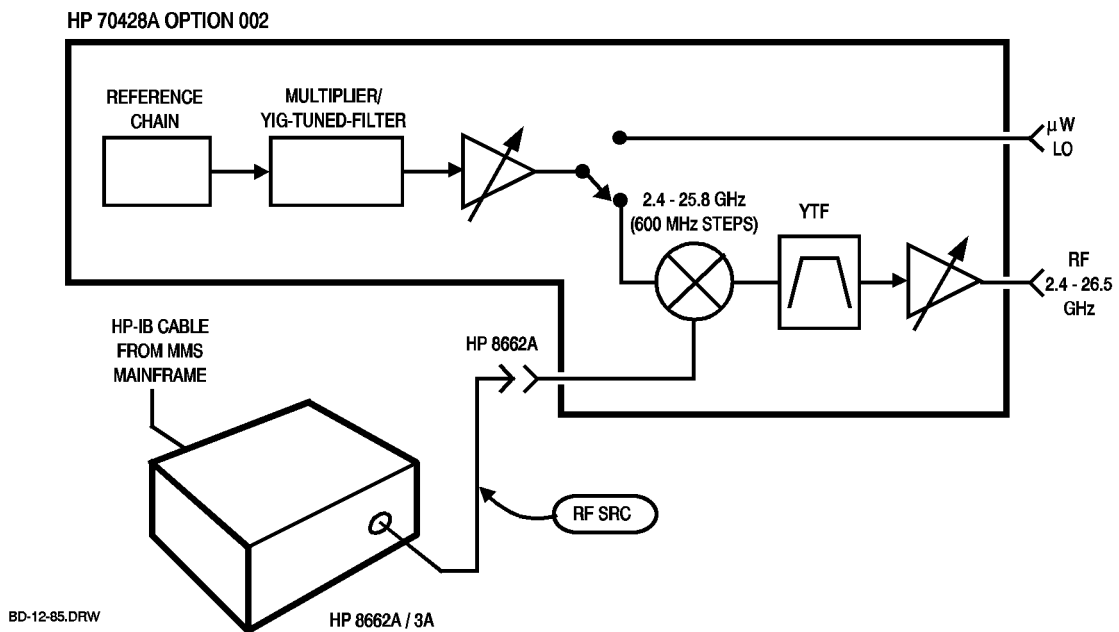 HP 70428A OPTION 002
REFERENCE
CHAIN
MULTIPLIER/
YIG-TUNED-FILTER
µW
LO
2.4 - 25.8 GHz
(600 MHz STEPS)
YTF
RF
2.4 - 26.5
GHz
HP-IB CABLE
FROM MMS
MAINFRAME
HP 8662A
RF SRC
BD-12-85.DRW
HP 8662A / 3A